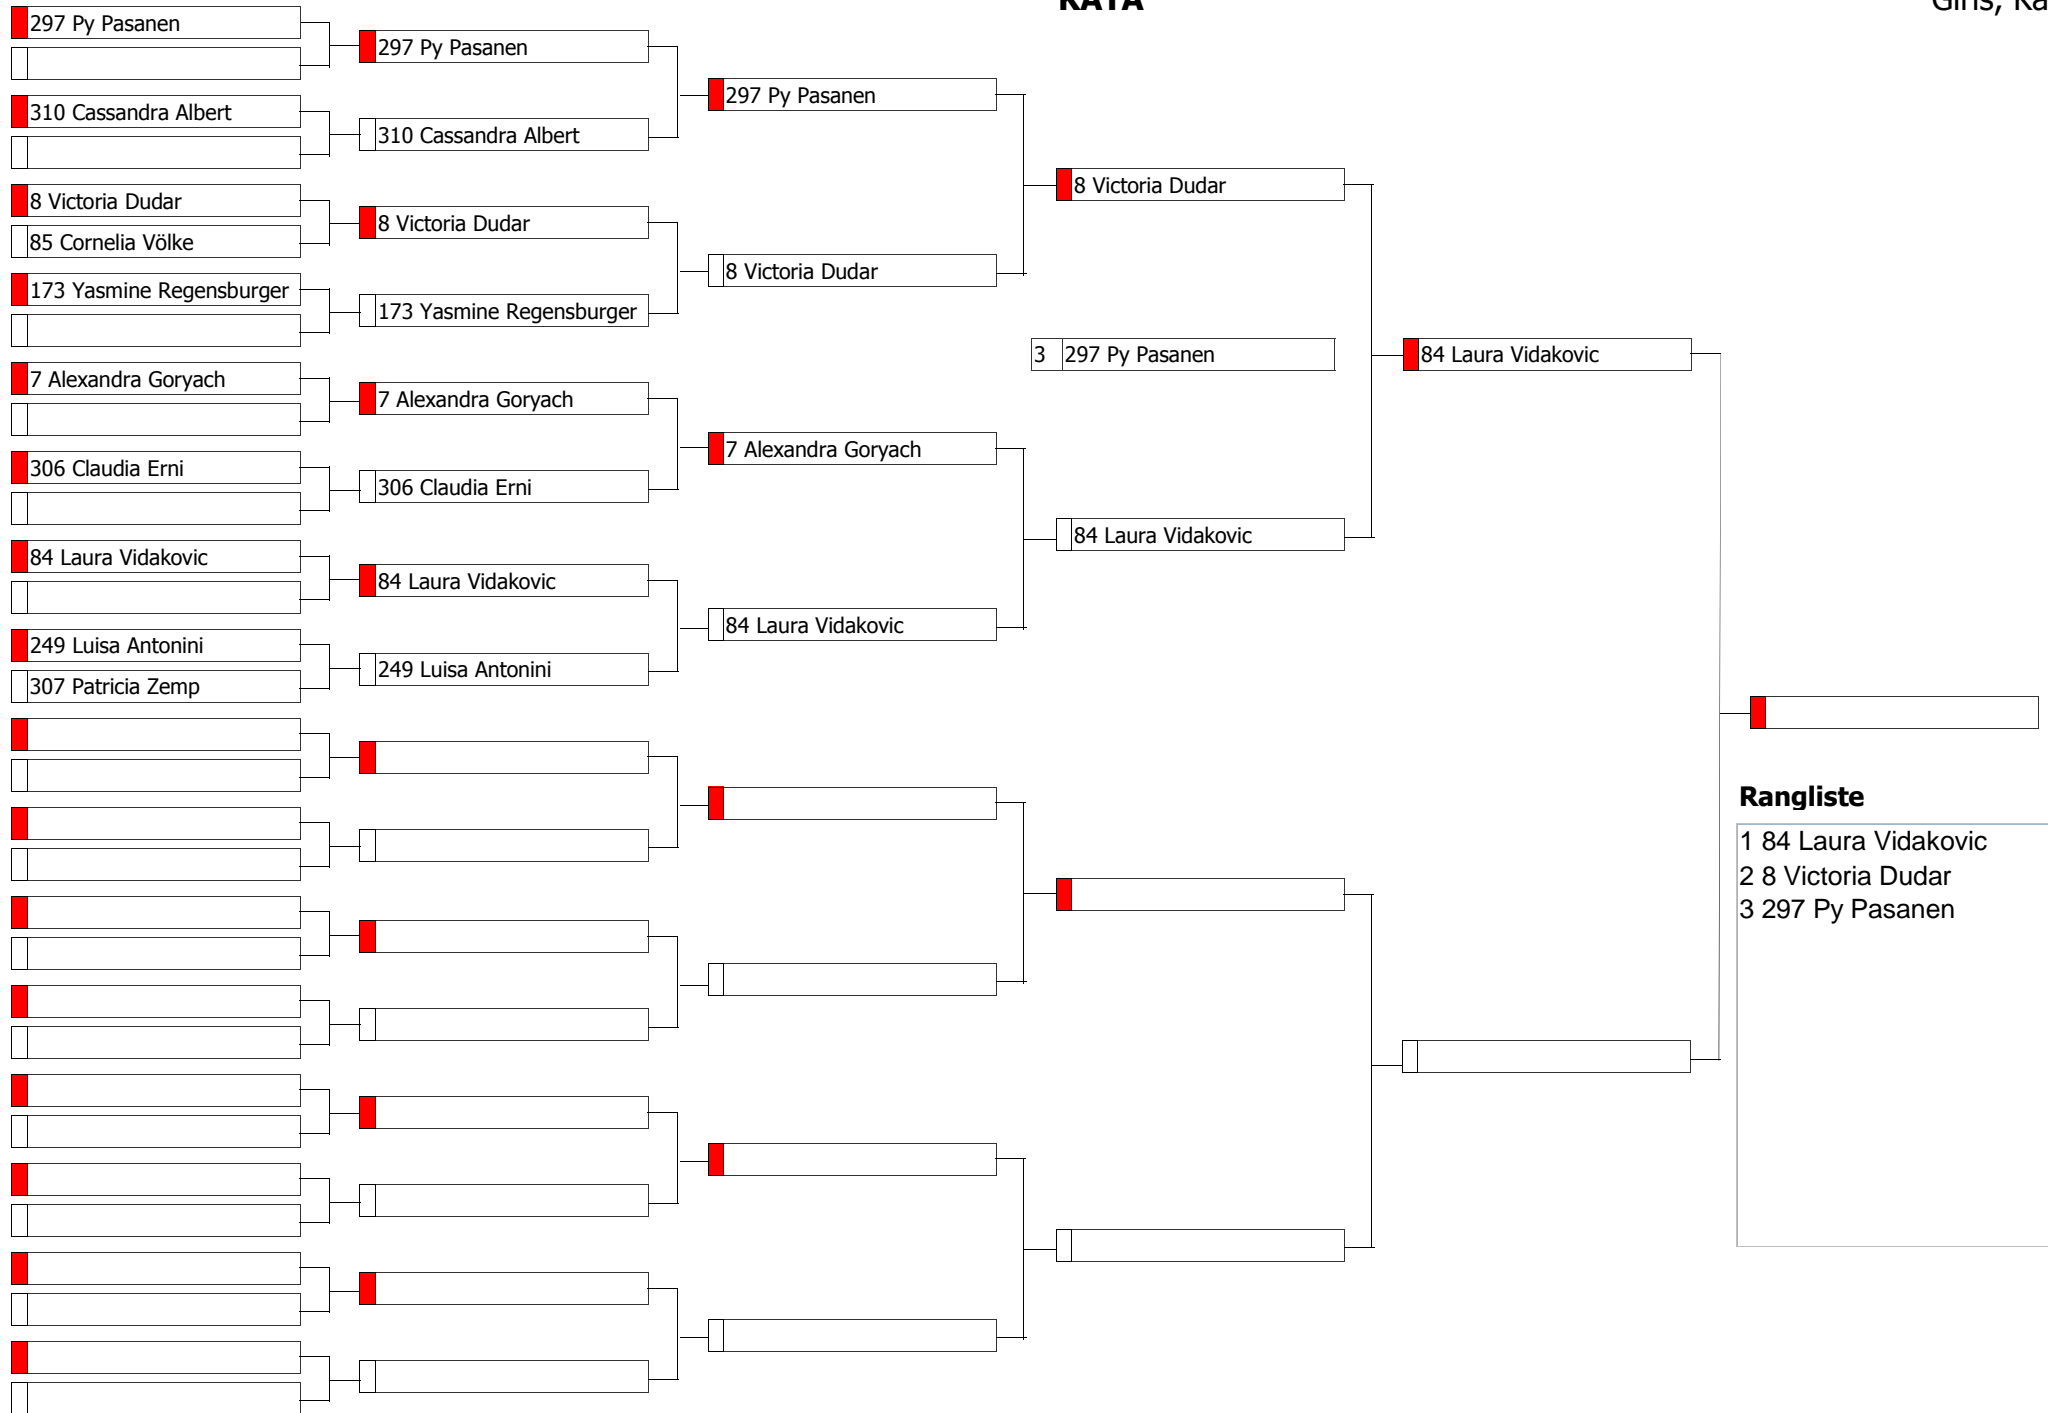 KATA
297 Py Pasanen
310 Cassandra Albert
8 Victoria Dudar
85 Cornelia Völke
173 Yasmine Regensburger
7 Alexandra Goryach
306 Claudia Erni
84 Laura Vidakovic
249 Luisa Antonini
307 Patricia Zemp
297 Py Pasanen
310 Cassandra Albert
8 Victoria Dudar
173 Yasmine Regensburger
7 Alexandra Goryach
306 Claudia Erni
84 Laura Vidakovic
249 Luisa Antonini
297 Py Pasanen
8 Victoria Dudar
7 Alexandra Goryach
84 Laura Vidakovic
8 Victoria Dudar
3 297 Py Pasanen
84 Laura Vidakovic
84 Laura Vidakovic
Rangliste
1 84 Laura Vidakovic
2 8 Victoria Dudar
3 297 Py Pasanen